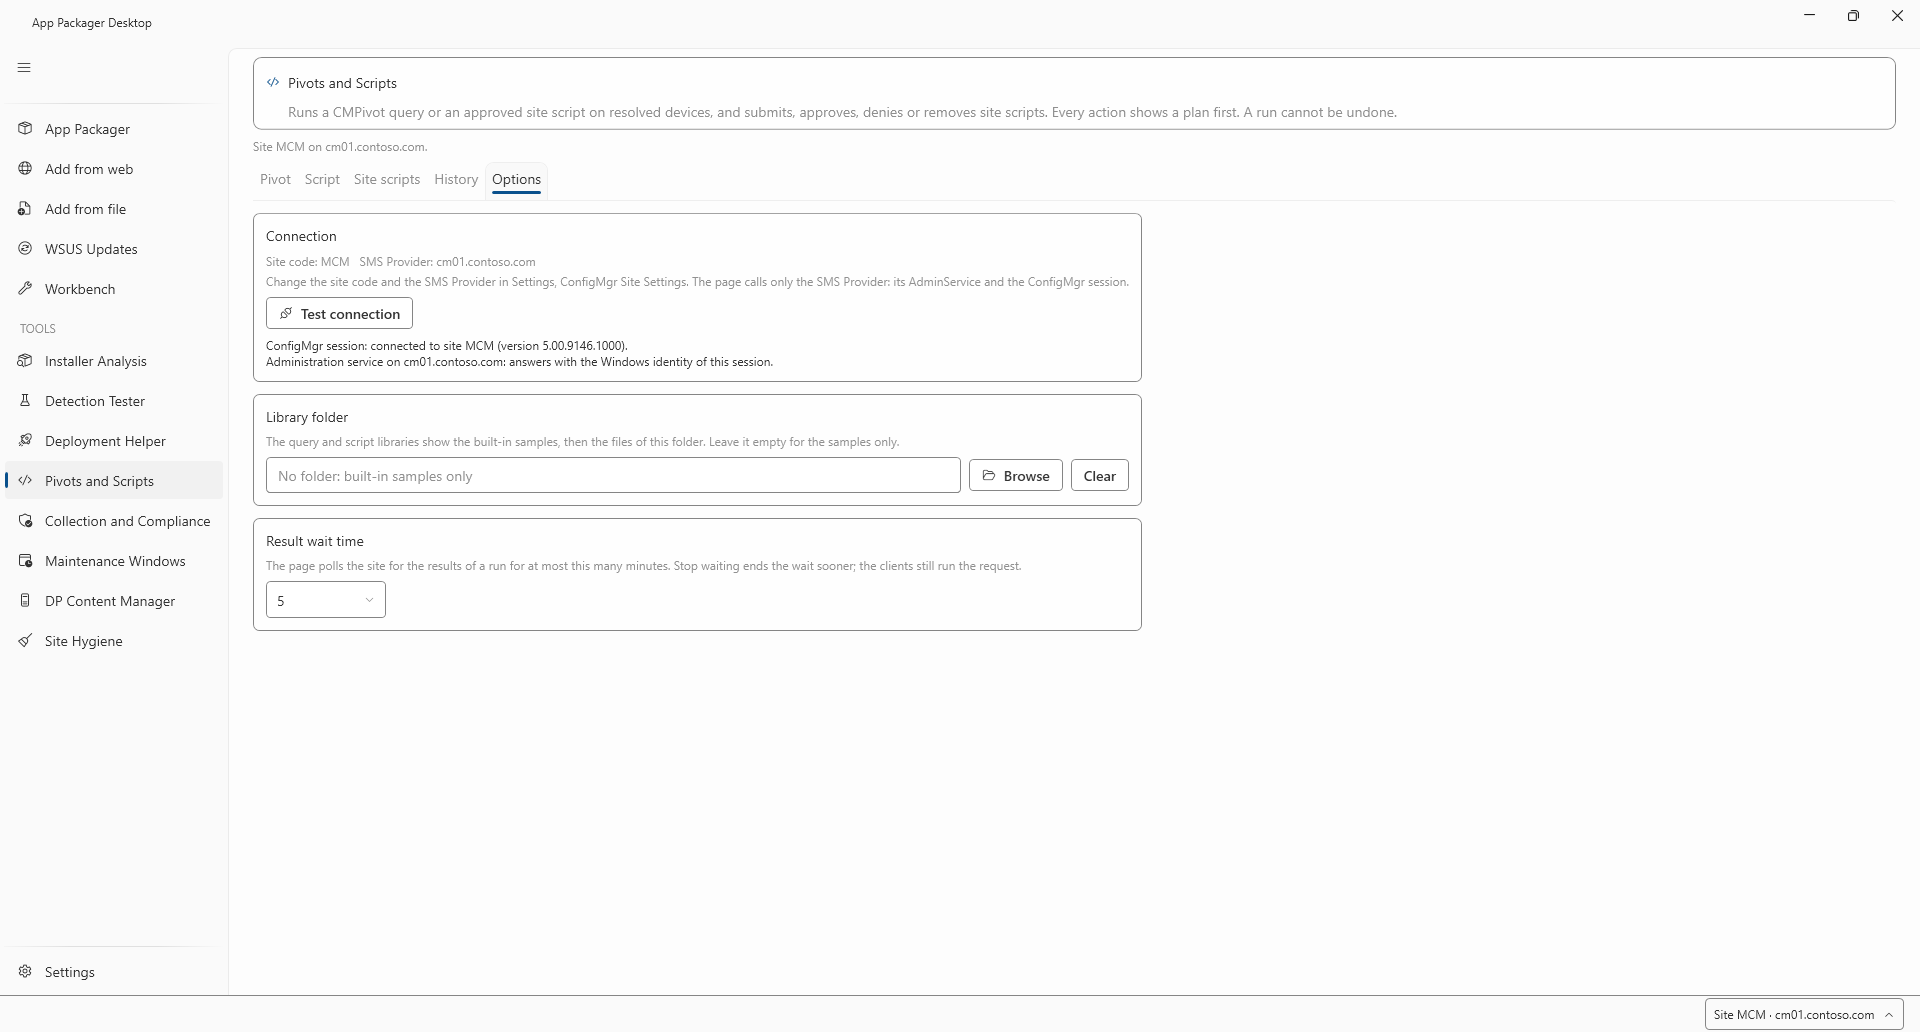 App Packager Desktop
Pivots and Scripts
Runs a CMPivot query or an approved site script on resolved devices, and submits, approves, denies or removes site scripts. Every action shows a plan first. A run cannot be undone.
App Packager
Add from web
Add from file
WSUS Updates
Workbench
TOOLS
Installer Analysis
Detection Tester
Deployment Helper
Pivots and Scripts
Collection and Compliance
Maintenance Windows
DP Content Manager
Site Hygiene
Settings
Site MCM on cm01.contoso.com.
Pivot Script Site scripts History Options
Connection
Site code: MCM SMS Provider: cm01.contoso.com
Change the site code and the SMS Provider in Settings, ConfigMgr Site Settings. The page calls only the SMS Provider: its AdminService and the ConfigMgr session.
Test connection
ConfigMgr session: connected to site MCM (version 5.00.9146.1000).
Administration service on cm01.contoso.com: answers with the Windows identity of this session.
Library folder
The query and script libraries show the built-in samples, then the files of this folder. Leave it empty for the samples only.
No folder: built-in samples only Browse Clear
Result wait time
The page polls the site for the results of a run for at most this many minutes. Stop waiting ends the wait sooner; the clients still run the request.
5
Site MCM · cm01.contoso.com